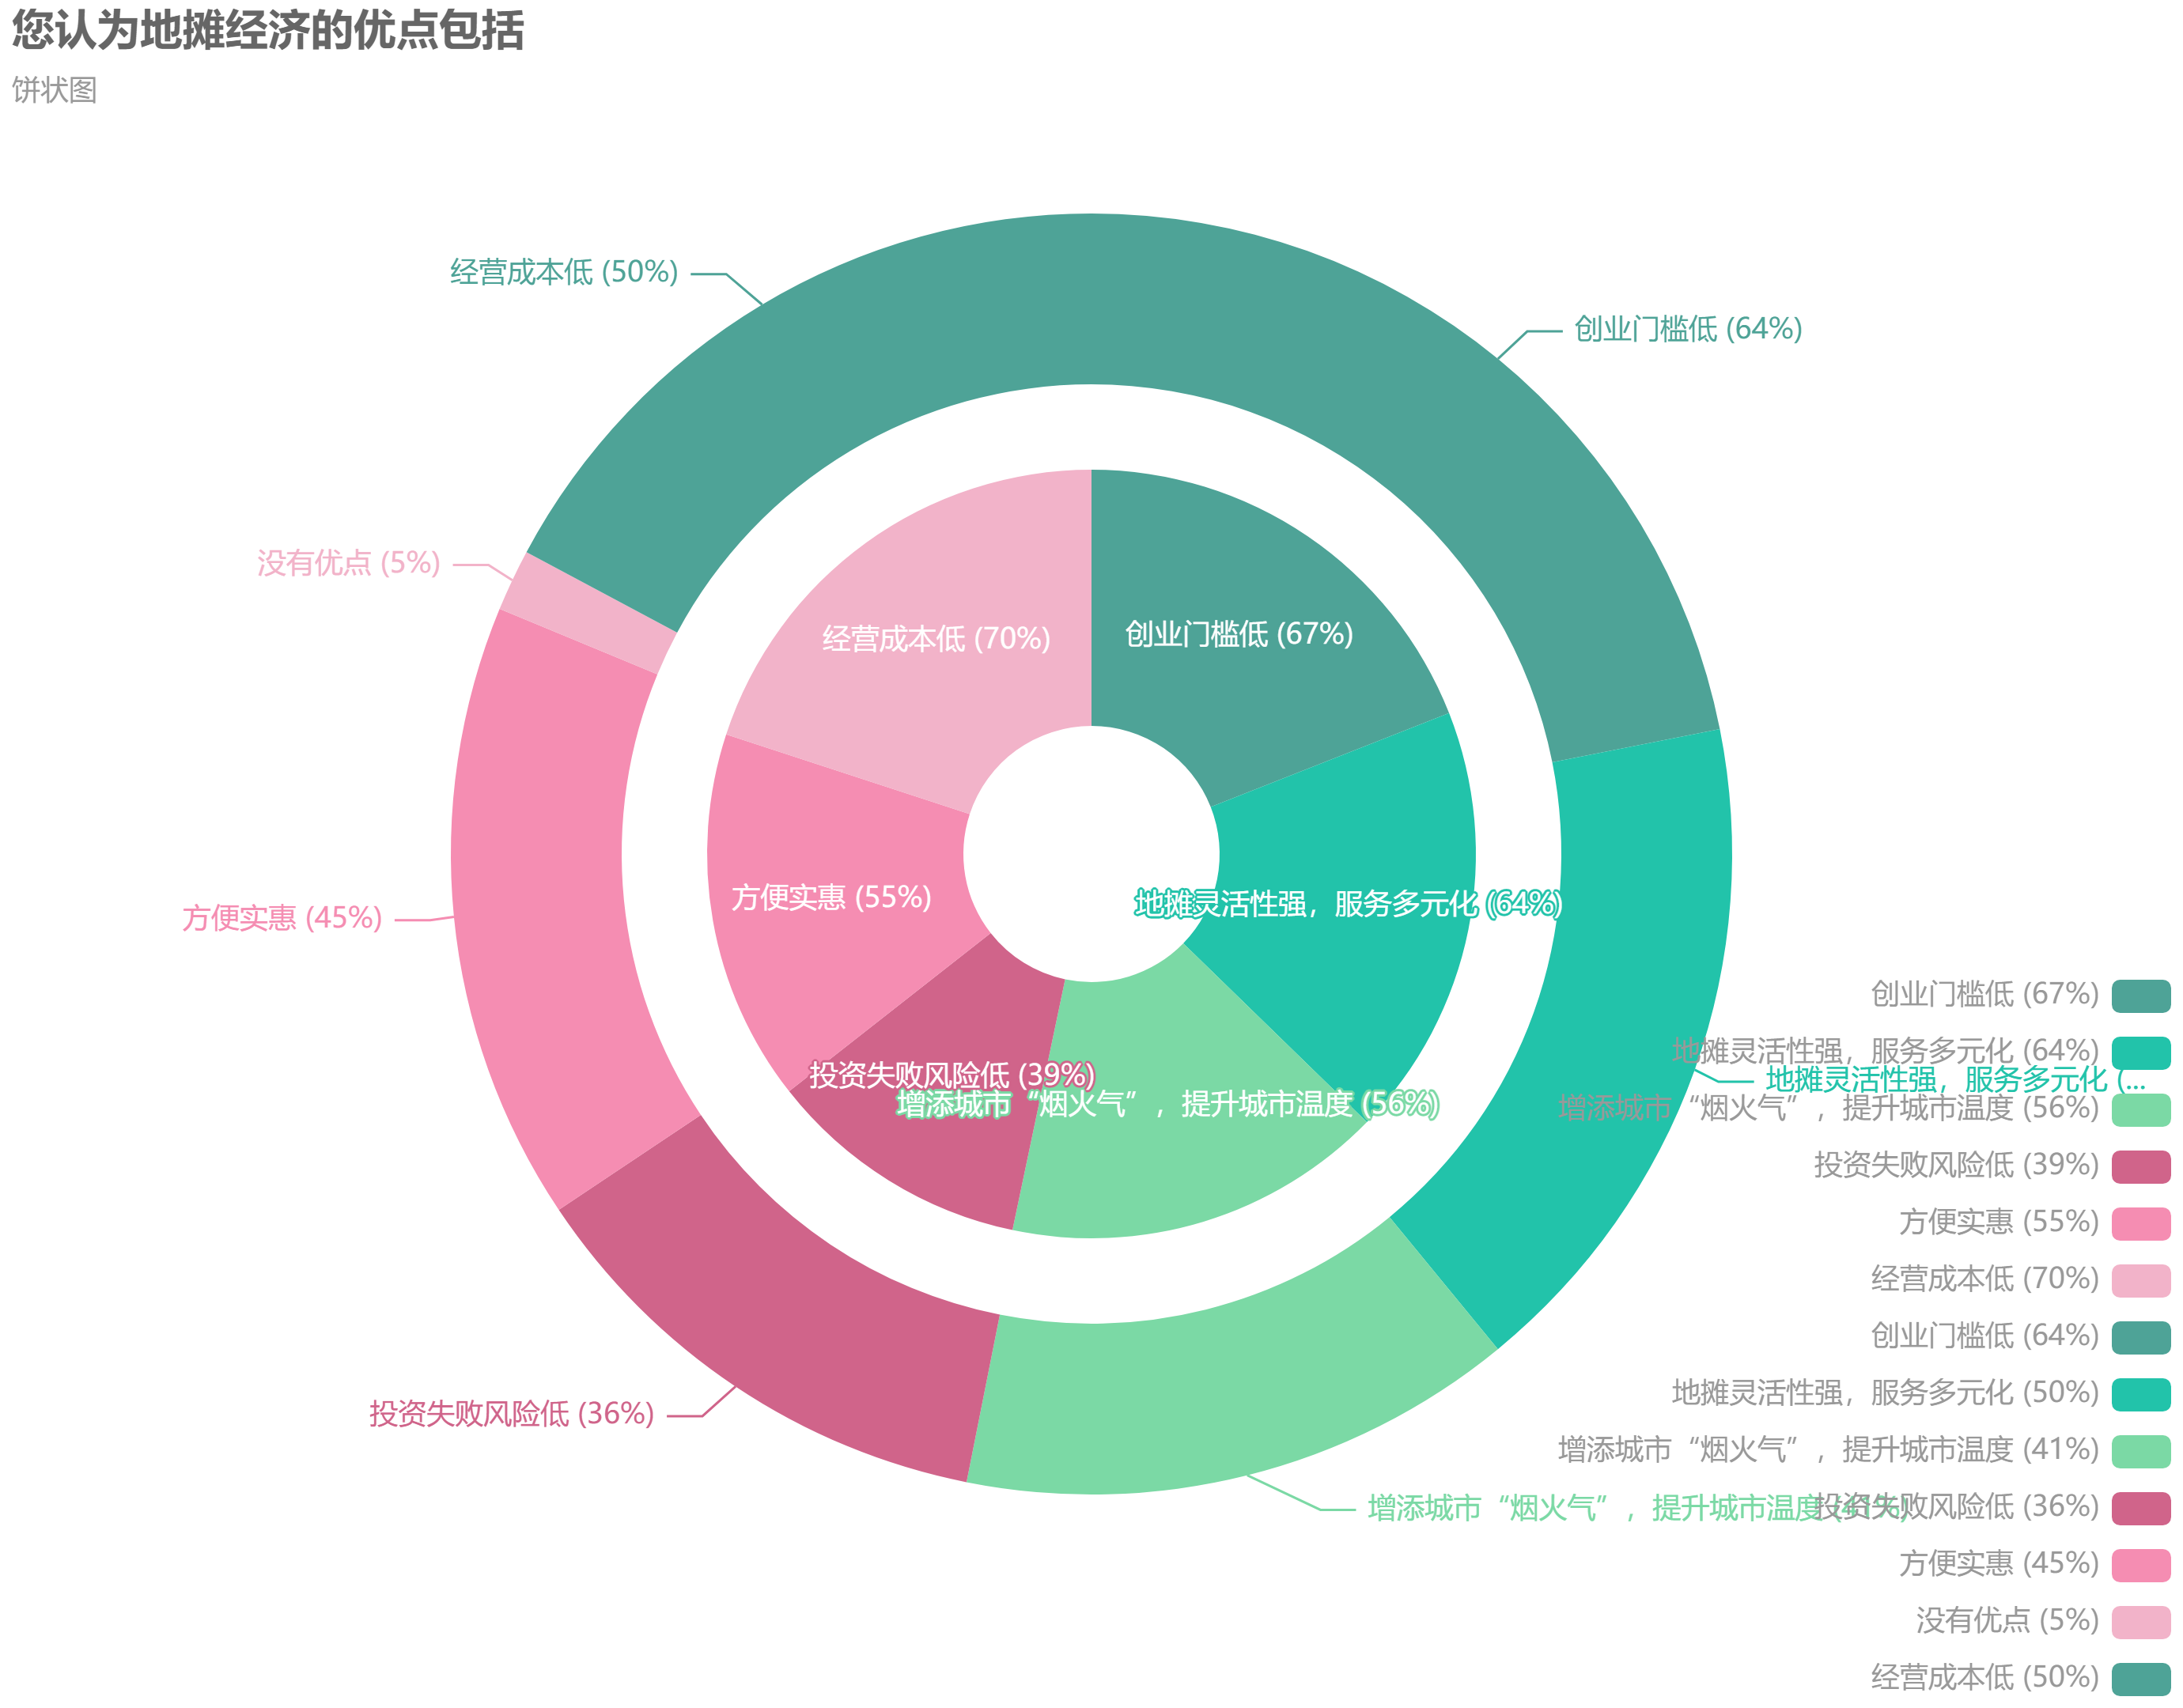 您认为地摊经济的优点包括
饼状图
经营成本低 (50%)
创业门槛低 (64%)
没有优点 (5%)
经营成本低 (70%)
创业门槛低 (67%)
方便实惠 (55%)
地摊灵活性强，服务多元化 (64%)
方便实惠 (45%)
投资失败风险低 (39%)
增添城市“烟火气”，提升城市温度 (56%)
地摊灵活性强，服务多元化 (...
投资失败风险低 (36%)
增添城市“烟火气”，提升城市温度 (41%)
创业门槛低 (67%)
地摊灵活性强，服务多元化 (64%)
增添城市“烟火气”，提升城市温度 (56%)
投资失败风险低 (39%)
方便实惠 (55%)
经营成本低 (70%)
创业门槛低 (64%)
地摊灵活性强，服务多元化 (50%)
增添城市“烟火气”，提升城市温度 (41%)
投资失败风险低 (36%)
方便实惠 (45%)
没有优点 (5%)
经营成本低 (50%)